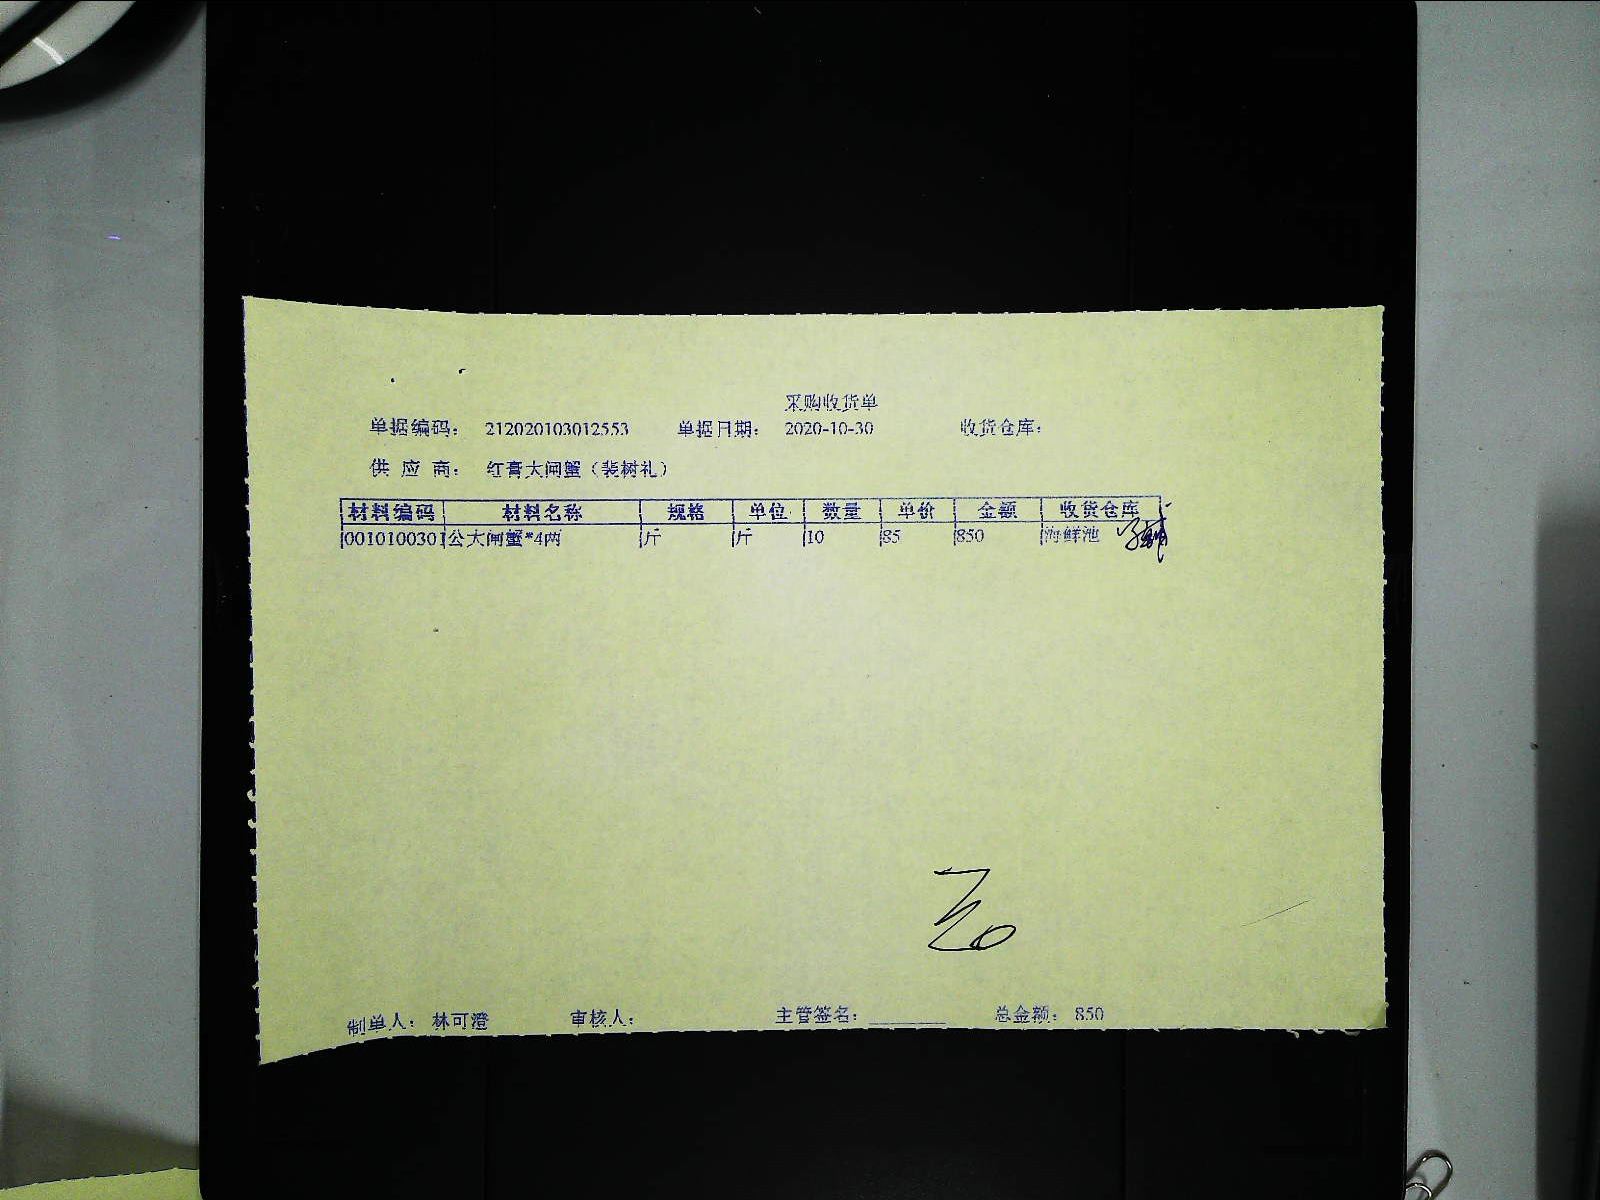 采购收货单
单据编码： 212020103012553 单据日期： 2020-10-30 收货仓库：
供 应 商： 红膏大闸蟹（裴树礼）
材料编码 材料名称 规格 单位 数量 单价 金额 收货仓库
0010100301 公大闸蟹*4两 斤 斤 10 85 850 海鲜池
制单人： 林可澄 审核人： 主管签名： 总金额： 850